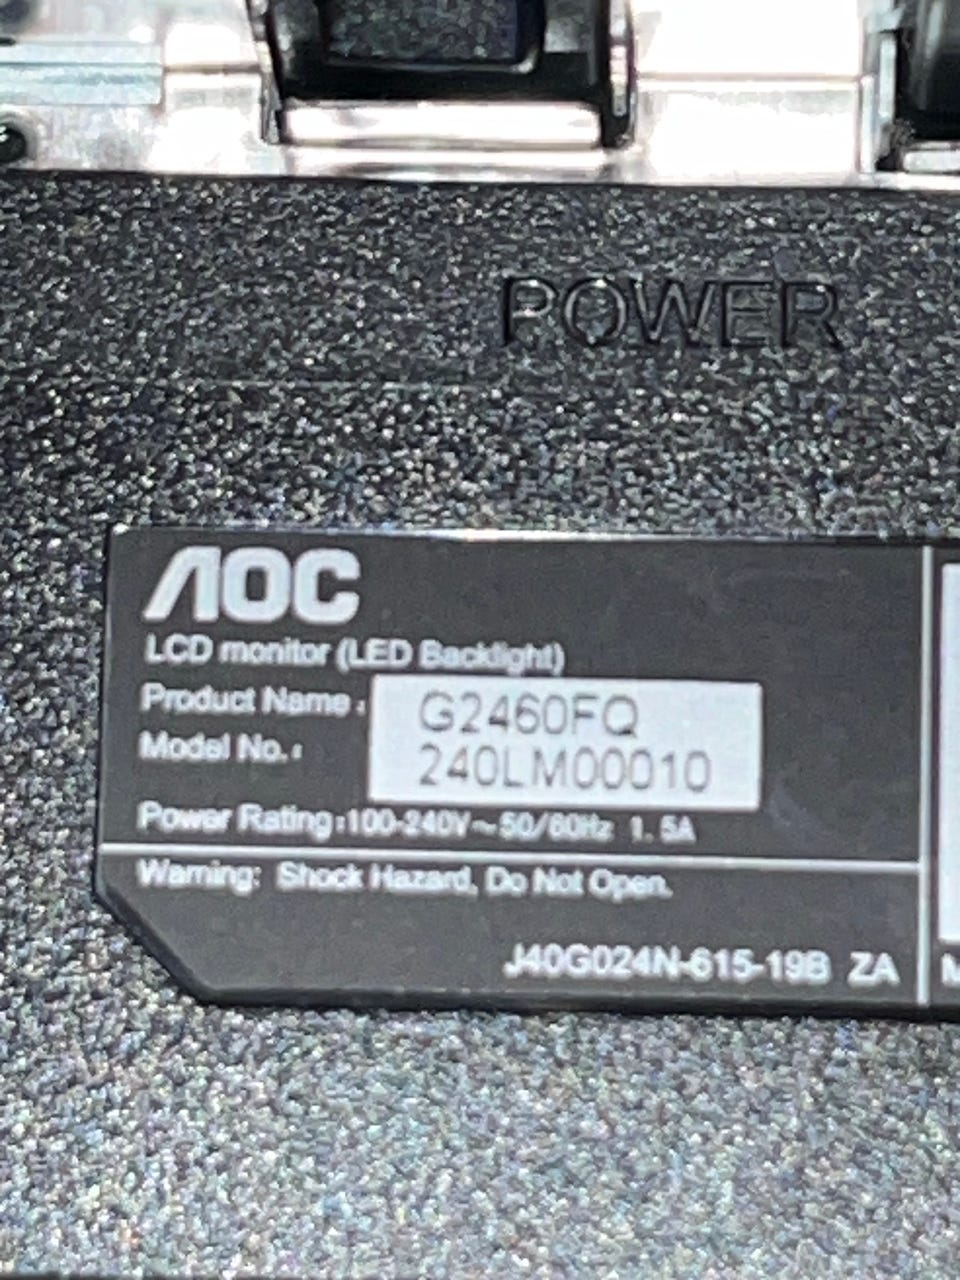 POWER
AOC
LCD monitor (LED Backlight)
Product Name : G2460FQ
Model No. : 240LM00010
Power Rating:100-240V~50/60Hz 1. 5A
Warning: Shock Hazard, Do Not Open.
J40G024N-615-19B ZA